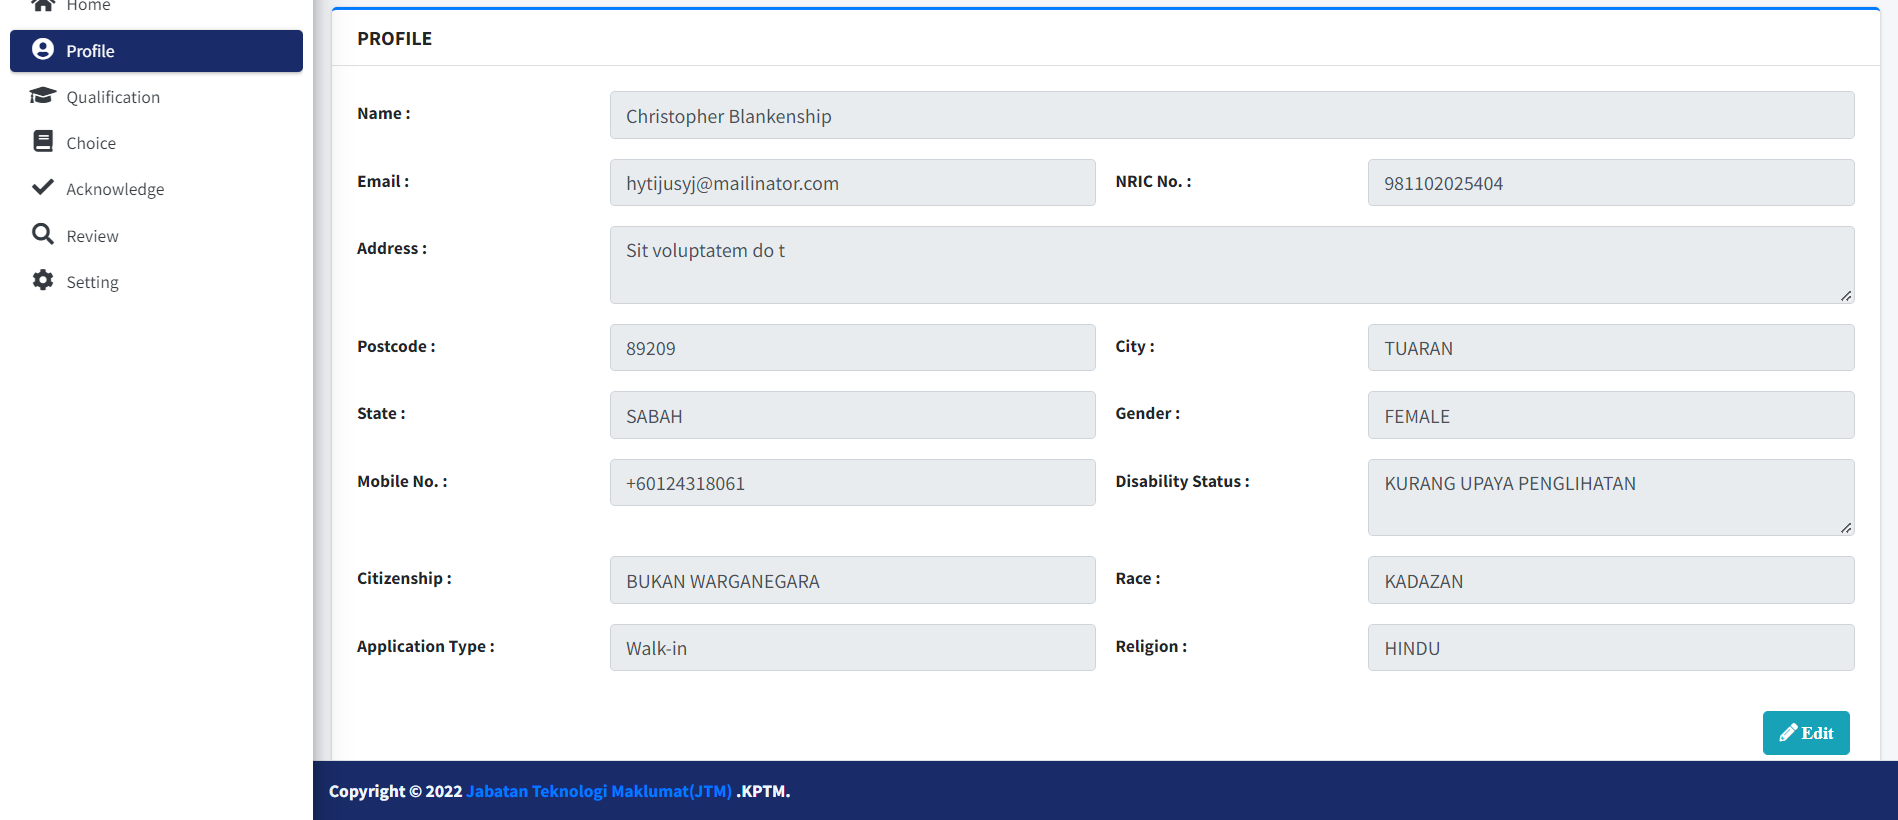 Home
Profile
Qualification
Choice
Acknowledge
Review
Setting
PROFILE
Name : Christopher Blankenship
Email : hytijusyj@mailinator.com NRIC No. : 981102025404
Address : Sit voluptatem do t
Postcode : 89209 City : TUARAN
State : SABAH Gender : FEMALE
Mobile No. : +60124318061 Disability Status : KURANG UPAYA PENGLIHATAN
Citizenship : BUKAN WARGANEGARA Race : KADAZAN
Application Type : Walk-in Religion : HINDU
Edit
Copyright © 2022 Jabatan Teknologi Maklumat(JTM) .KPTM.